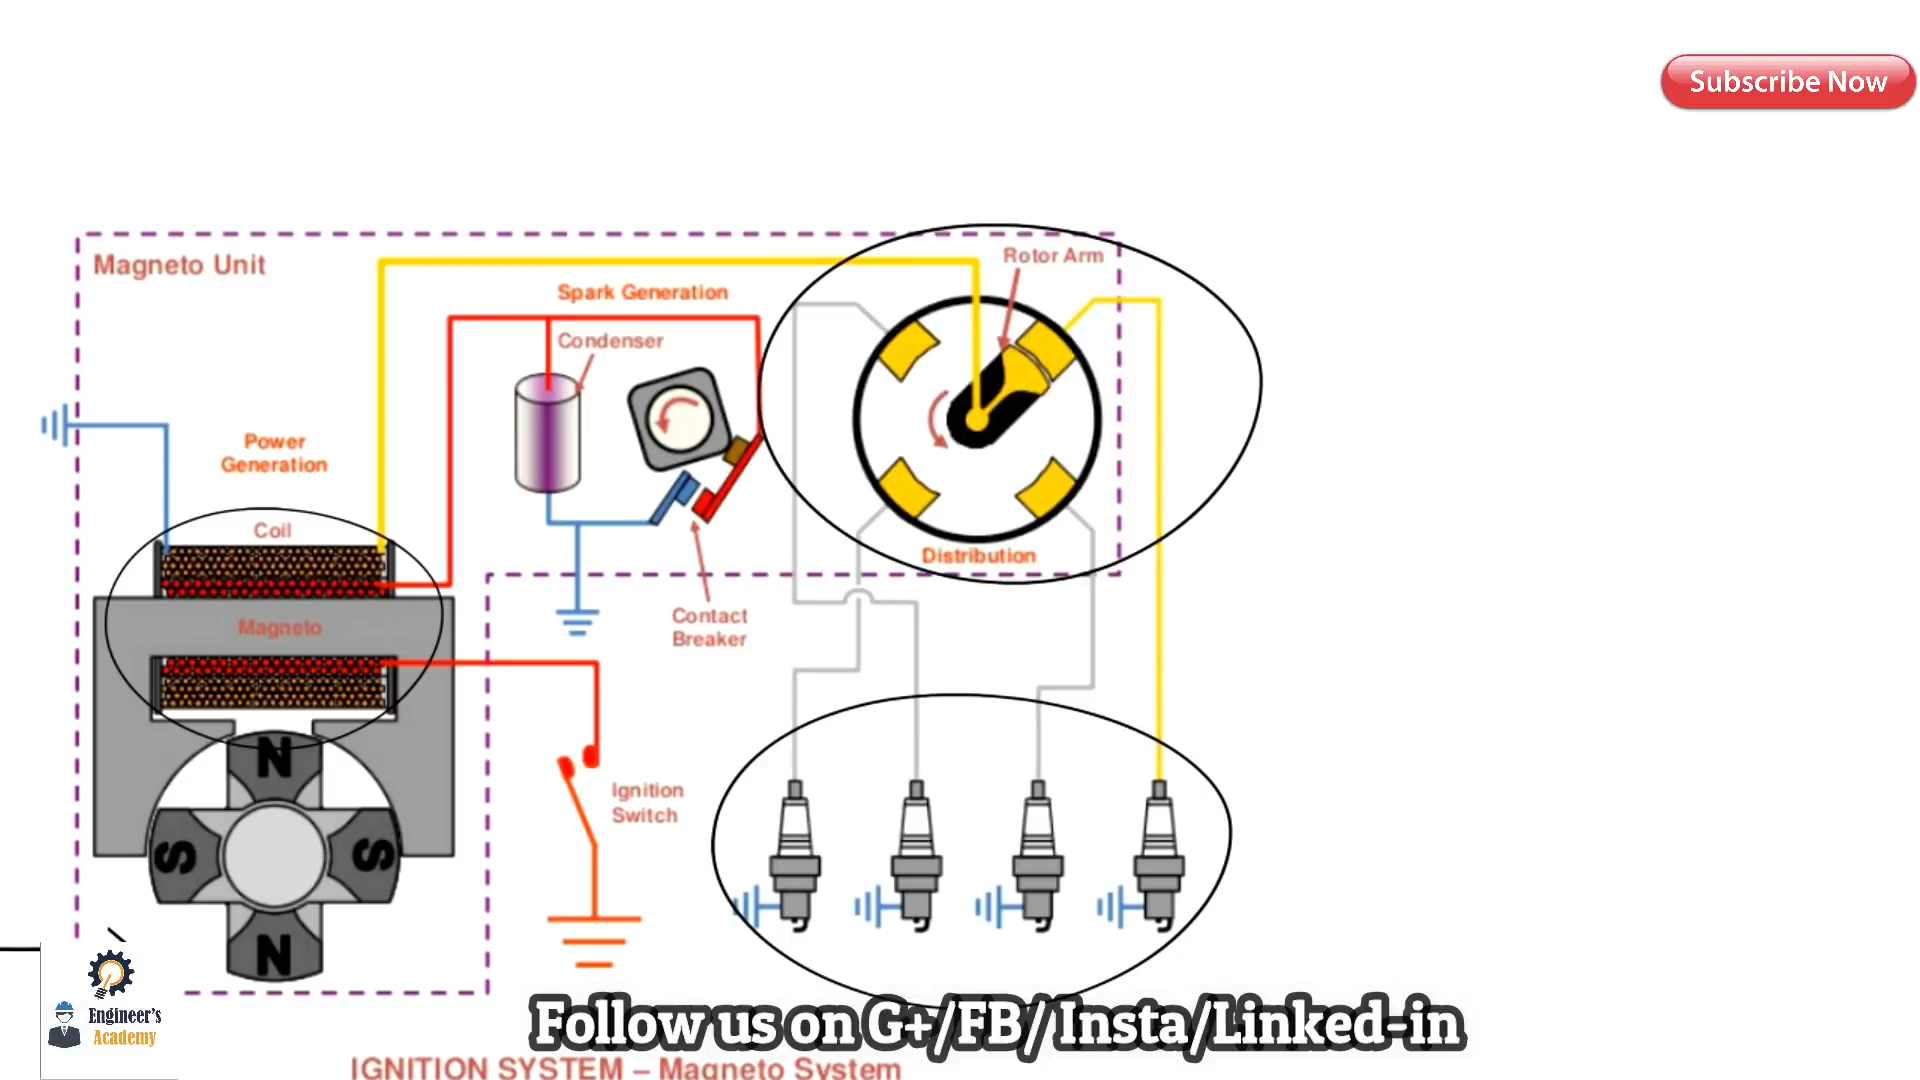 Subscribe Now
Magneto Unit
Rotor Arm
Spark Generation
Condenser
Power
Generation
Coil
Distribution
Contact
Breaker
Magneto
Ignition
Switch
N
S
S
N
Engineer's
Academy
Follow us on G+/FB/ Insta/Linked-in
IGNITION SYSTEM – Magneto System